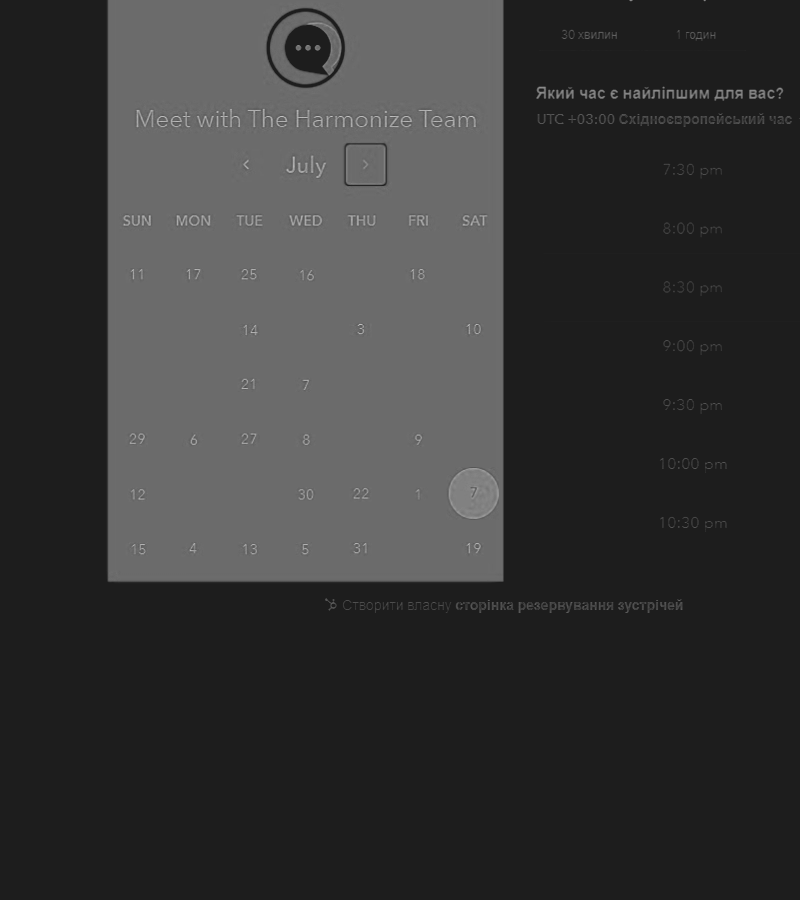 30 хвилин 1 годин
Meet with The Harmonize Team
Який час є найліпшим для вас?
UTC +03:00 Східноєвропейський час
July
7:30 pm
8:00 pm
8:30 pm
9:00 pm
9:30 pm
10:00 pm
10:30 pm
SUN MON TUE WED THU FRI SAT
11 17 25 16 18
14 3 10
21 7
29 6 27 8 9
12 30 22 1 7
15 4 13 5 31 19
Створити власну сторінка резервування зустрічей